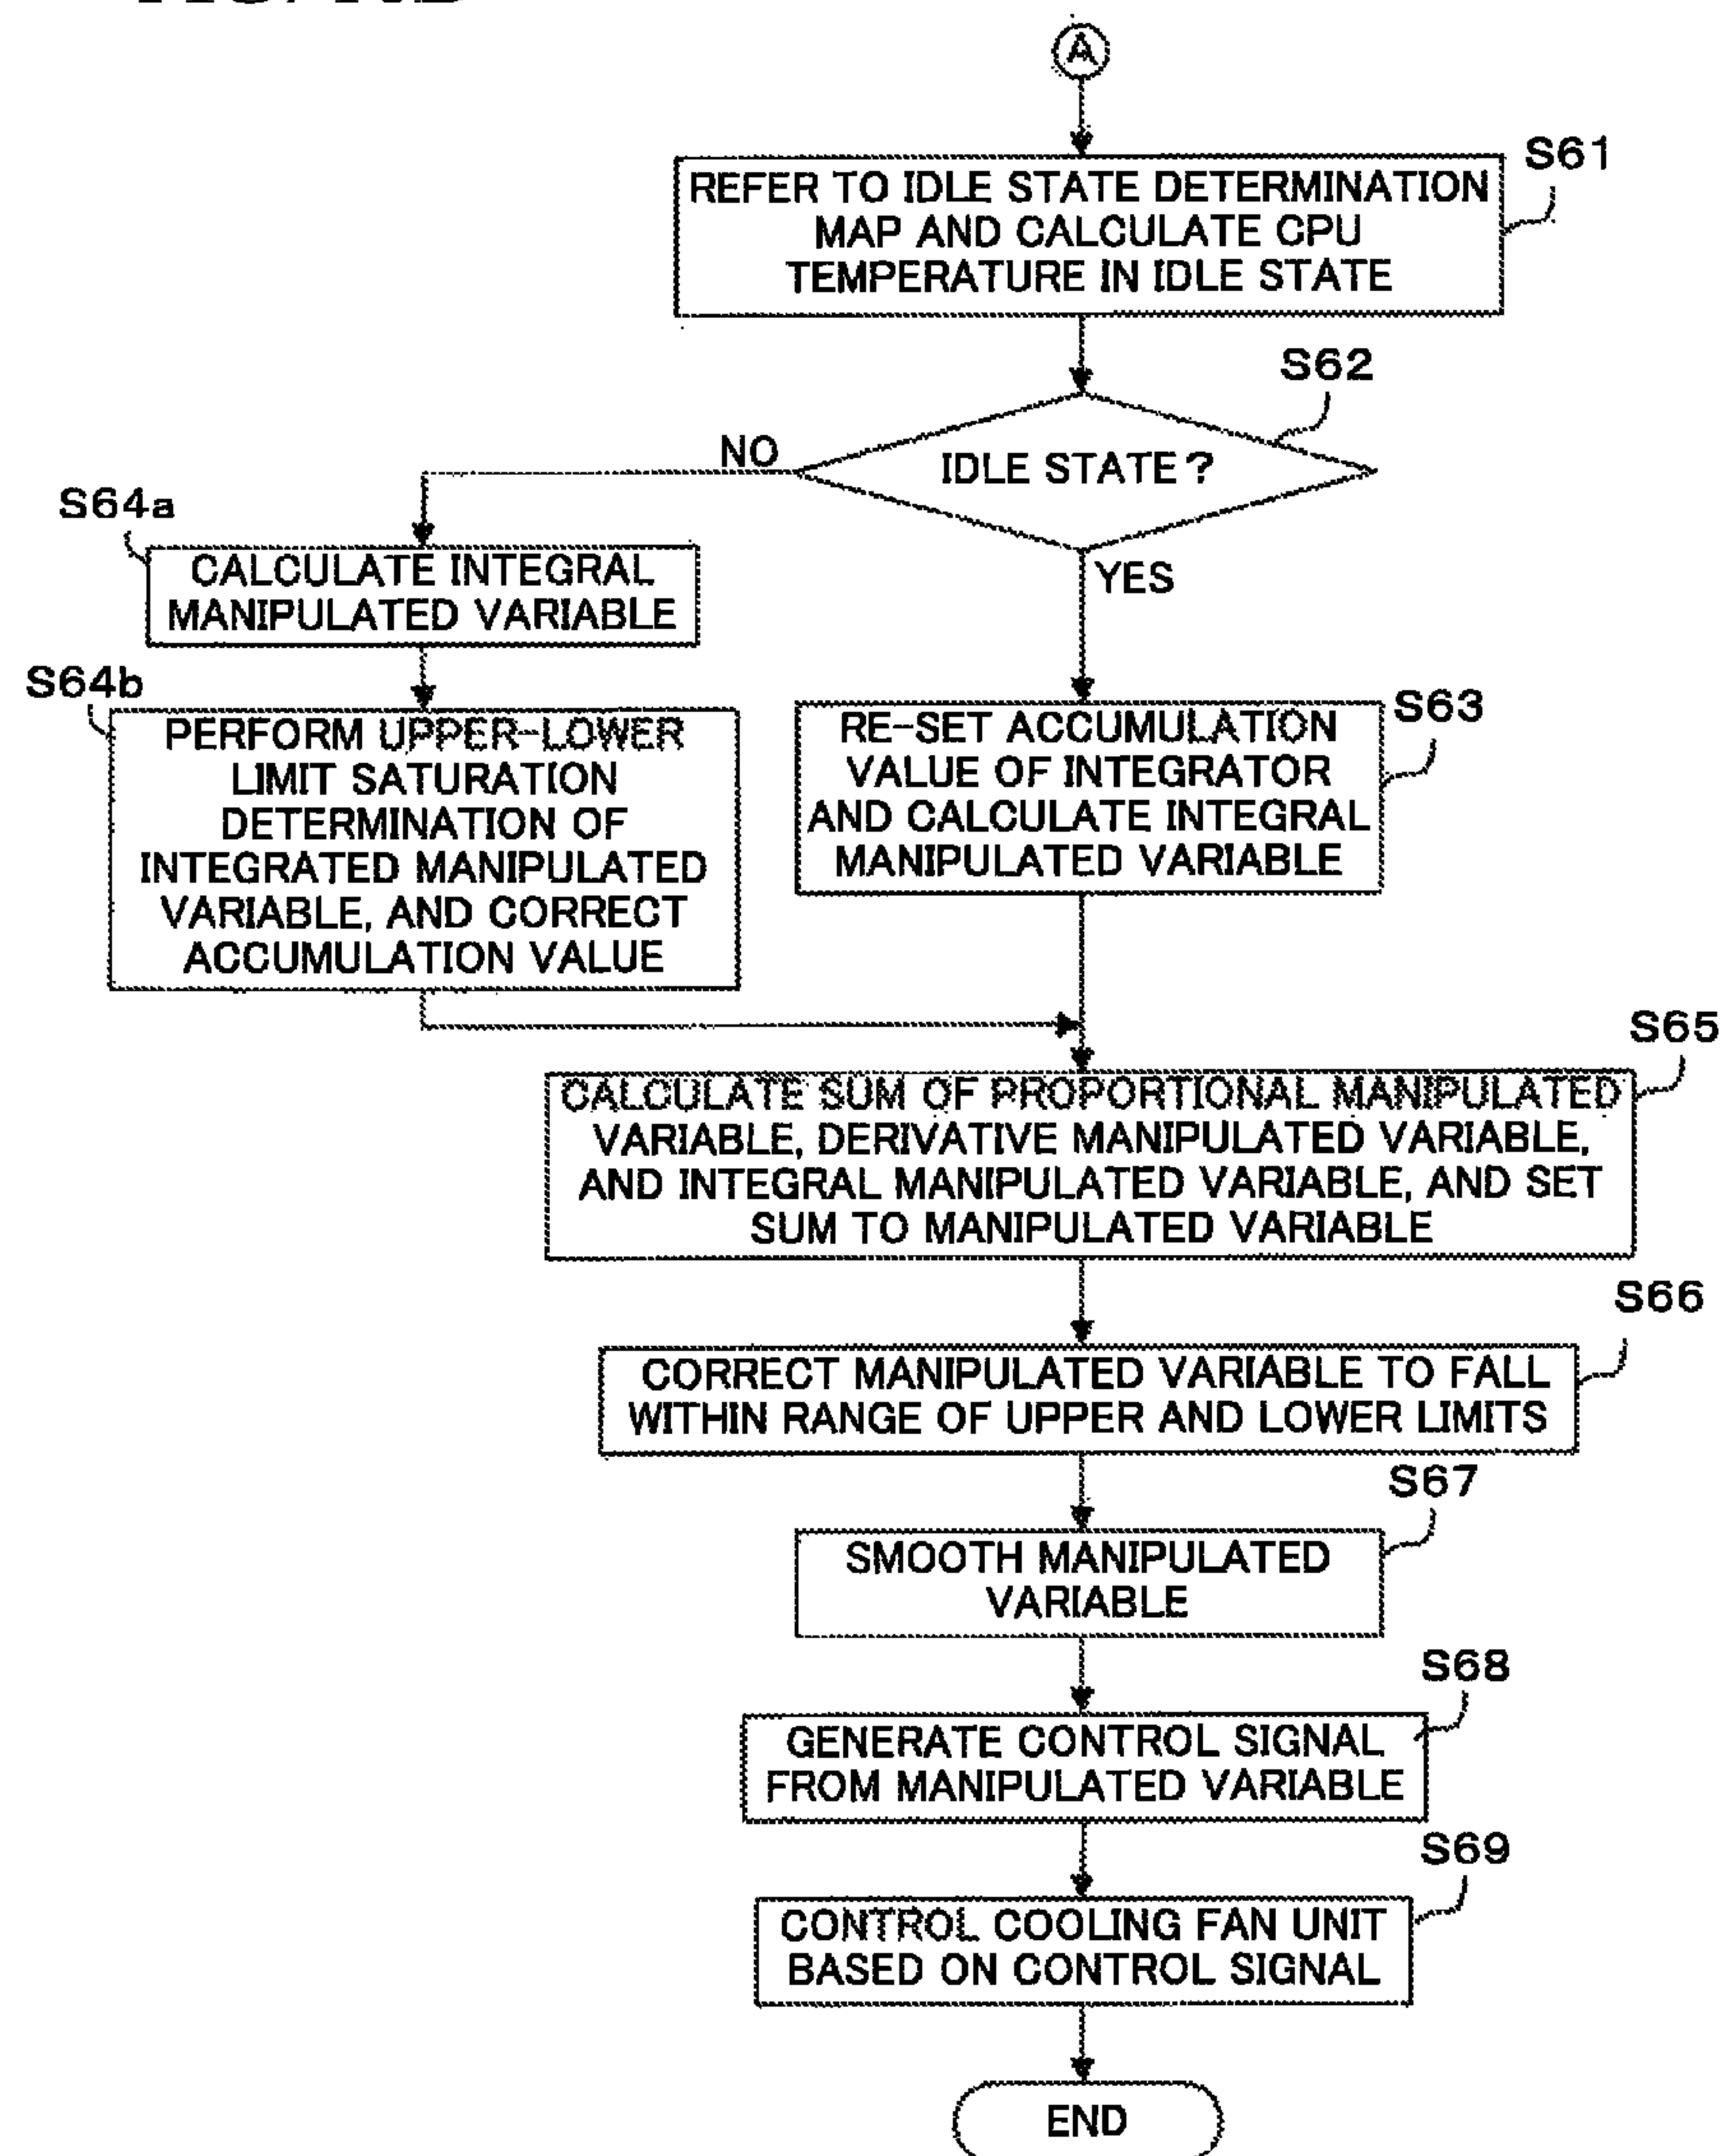 A
S61
REFER TO IDLE STATE DETERMINATION
MAP AND CALCULATE CPU
TEMPERATURE IN IDLE STATE
S62
IDLE STATE?
NO
YES
S64a
CALCULATE INTEGRAL
MANIPULATED VARIABLE
S64b
PERFORM UPPER-LOWER
LIMIT SATURATION
DETERMINATION OF
INTEGRATED MANIPULATED
VARIABLE, AND CORRECT
ACCUMULATION VALUE
S63
RE-SET ACCUMULATION
VALUE OF INTEGRATOR
AND CALCULATE INTEGRAL
MANIPULATED VARIABLE
S65
CALCULATE SUM OF PROPORTIONAL MANIPULATED
VARIABLE, DERIVATIVE MANIPULATED VARIABLE,
AND INTEGRAL MANIPULATED VARIABLE, AND SET
SUM TO MANIPULATED VARIABLE
S66
CORRECT MANIPULATED VARIABLE TO FALL
WITHIN RANGE OF UPPER AND LOWER LIMITS
S67
SMOOTH MANIPULATED
VARIABLE
S68
GENERATE CONTROL SIGNAL
FROM MANIPULATED VARIABLE
S69
CONTROL COOLING FAN UNIT
BASED ON CONTROL SIGNAL
END